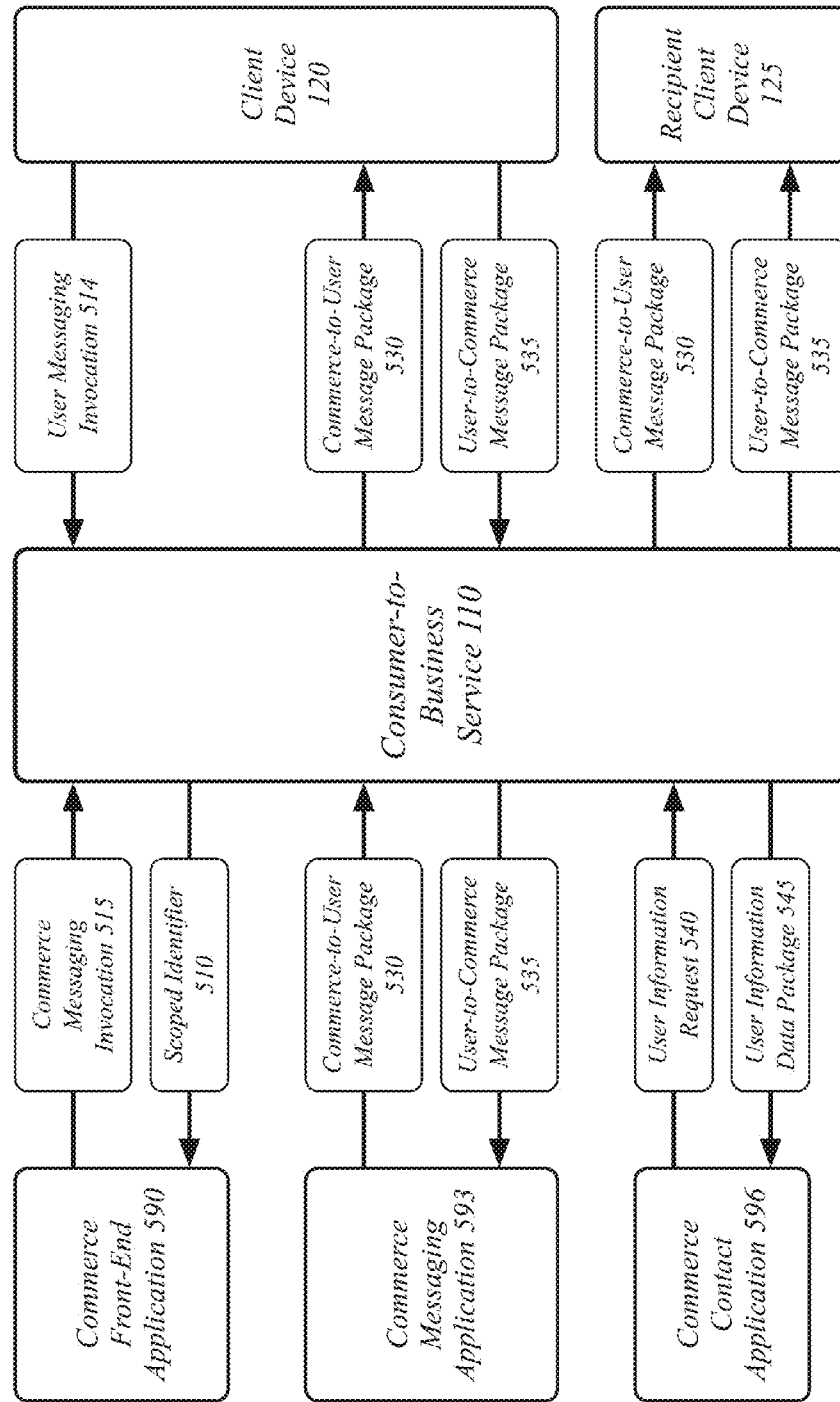 Commerce
Front-End
Application 590
Commerce
Messaging
Invocation 515
Scoped Identifier
510
Commerce
Messaging
Application 593
Commerce-to-User
Message Package
530
User-to-Commerce
Message Package
535
Commerce
Contact
Application 596
User Information
Request 540
User Information
Data Package 545
Consumer-to-
Business
Service 110
User Messaging
Invocation 514
Commerce-to-User
Message Package
530
User-to-Commerce
Message Package
535
Commerce-to-User
Message Package
530
User-to-Commerce
Message Package
535
Client
Device
120
Recipient
Client
Device
125